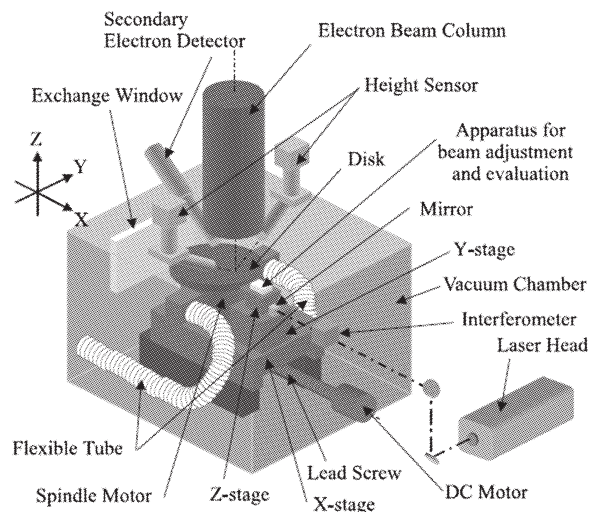 Secondary
Electron Detector
Electron Beam Column
Exchange Window
Height Sensor
Apparatus for
beam adjustment
and evaluation
Z
Y
X
Disk
Mirror
Y-stage
Vacuum Chamber
Interferometer
Laser Head
Flexible Tube
Spindle Motor
Z-stage
Lead Screw
X-stage
DC Motor